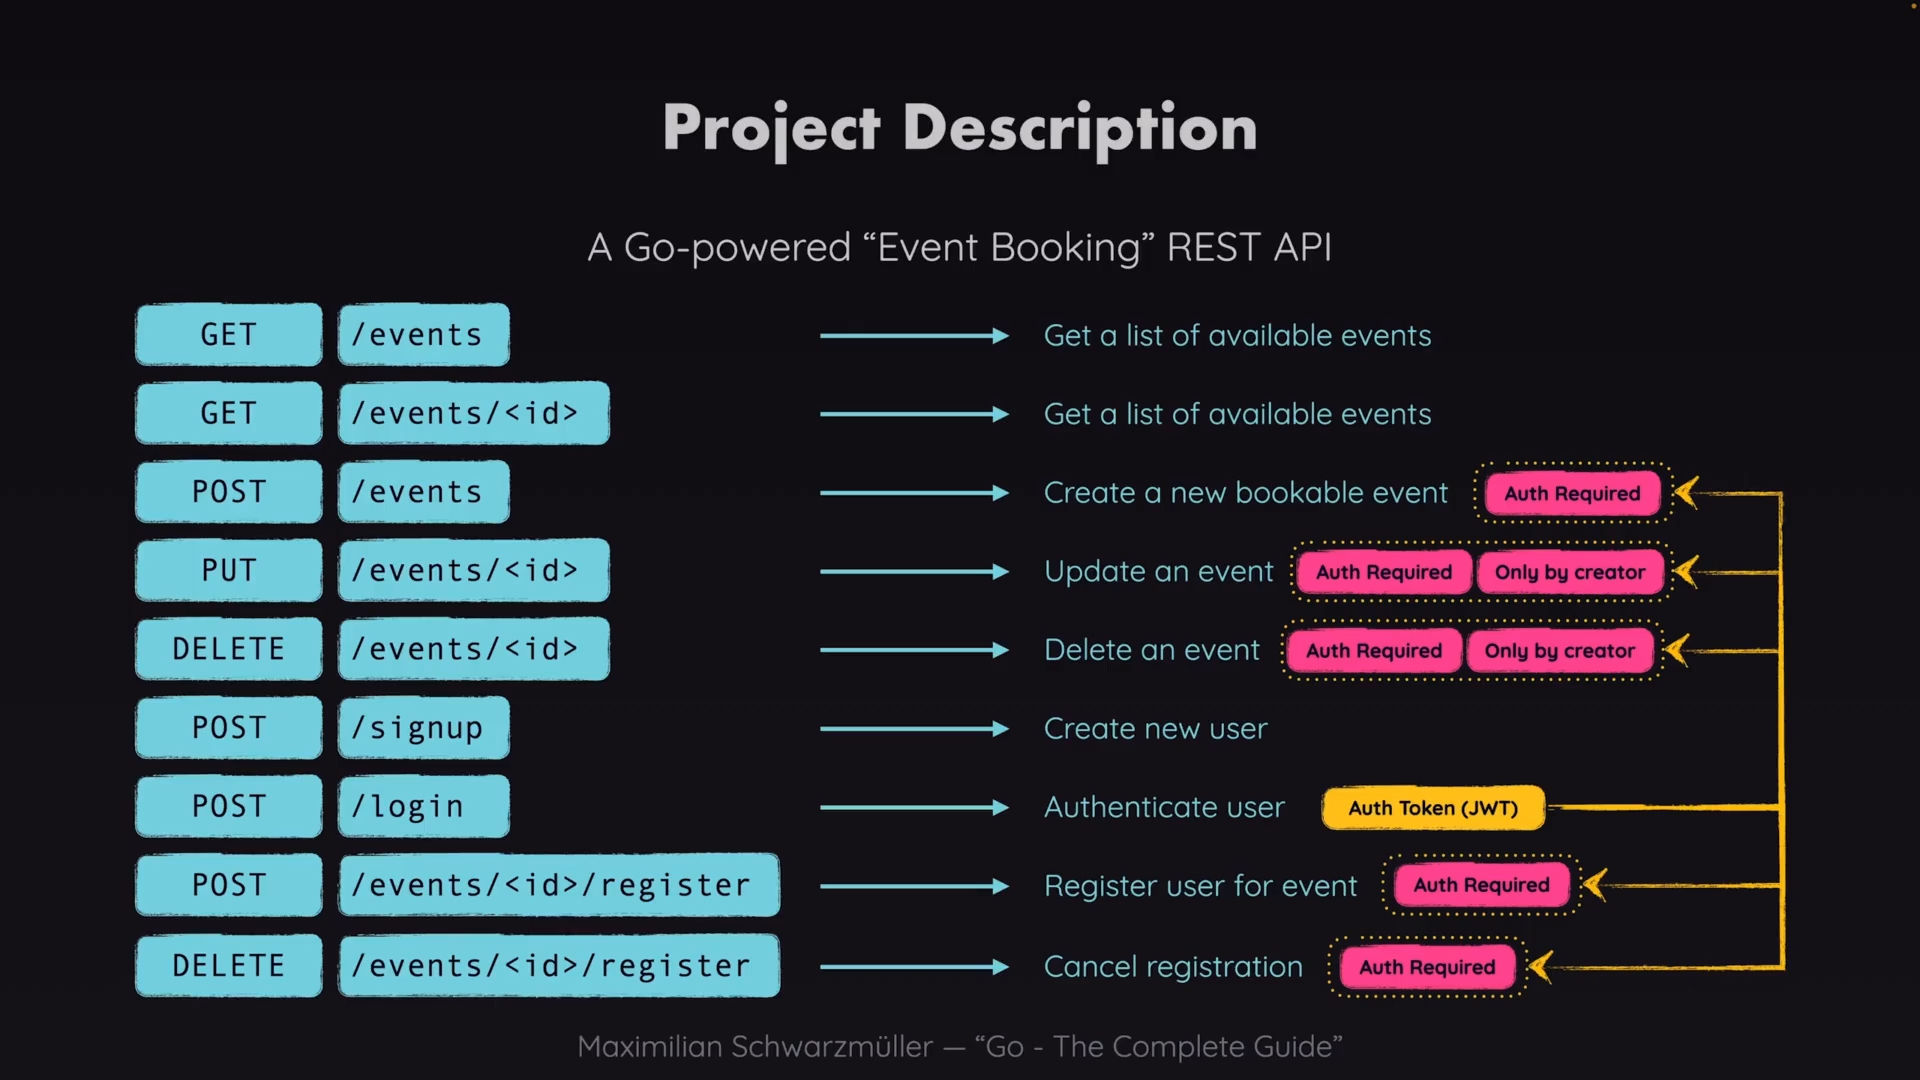 Project Description
A Go-powered “Event Booking” REST API
GET /events Get a list of available events
GET /events/<id> Get a list of available events
POST /events Create a new bookable event Auth Required
PUT /events/<id> Update an event Auth Required Only by creator
DELETE /events/<id> Delete an event Auth Required Only by creator
POST /signup Create new user
POST /login Authenticate user Auth Token (JWT)
POST /events/<id>/register Register user for event Auth Required
DELETE /events/<id>/register Cancel registration Auth Required
Maximilian Schwarzmüller — “Go - The Complete Guide”